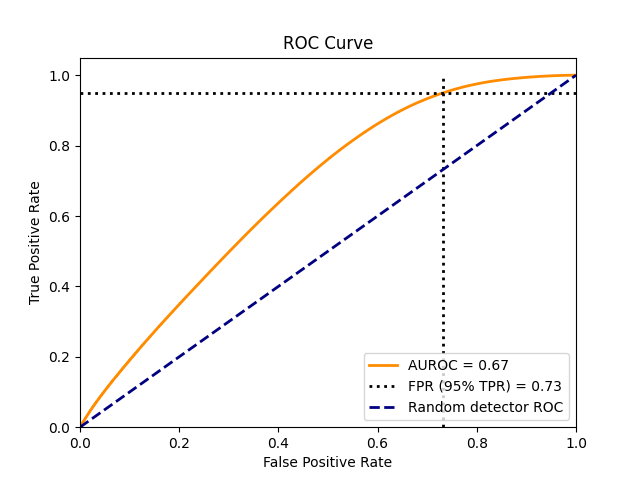 ROC Curve
1.0
0.8
0.6
0.4
0.2
0.0
True Positive Rate
AUROC = 0.67
FPR (95% TPR) = 0.73
Random detector ROC
0.0 0.2 0.4 0.6 0.8 1.0
False Positive Rate